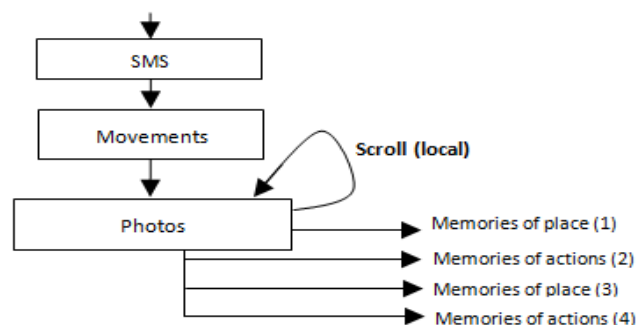 SMS
Movements
Scroll (local)
Photos
Memories of place (1)
Memories of actions (2)
Memories of place (3)
Memories of actions (4)